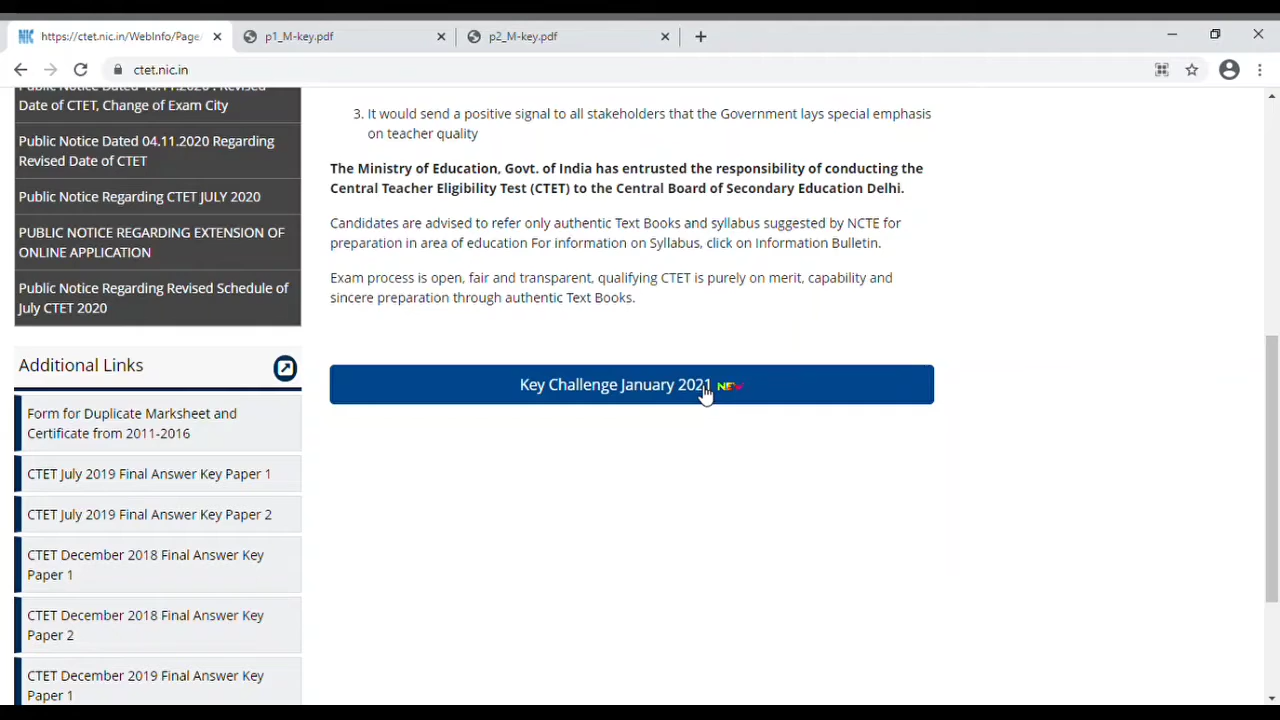 NIC https://ctet.nic.in/WebInfo/Page
p1_M-key.pdf
p2_M-key.pdf
ctet.nic.in
Public Notice Dated 10.11.2020 : Revised
Date of CTET, Change of Exam City
Public Notice Dated 04.11.2020 Regarding
Revised Date of CTET
Public Notice Regarding CTET JULY 2020
PUBLIC NOTICE REGARDING EXTENSION OF
ONLINE APPLICATION
Public Notice Regarding Revised Schedule of
July CTET 2020
Additional Links
Form for Duplicate Marksheet and
Certificate from 2011-2016
CTET July 2019 Final Answer Key Paper 1
CTET July 2019 Final Answer Key Paper 2
CTET December 2018 Final Answer Key
Paper 1
CTET December 2018 Final Answer Key
Paper 2
CTET December 2019 Final Answer Key
Paper 1
3. It would send a positive signal to all stakeholders that the Government lays special emphasis
on teacher quality
The Ministry of Education, Govt. of India has entrusted the responsibility of conducting the
Central Teacher Eligibility Test (CTET) to the Central Board of Secondary Education Delhi.
Candidates are advised to refer only authentic Text Books and syllabus suggested by NCTE for
preparation in area of education For information on Syllabus, click on Information Bulletin.
Exam process is open, fair and transparent, qualifying CTET is purely on merit, capability and
sincere preparation through authentic Text Books.
Key Challenge January 2021 NEW